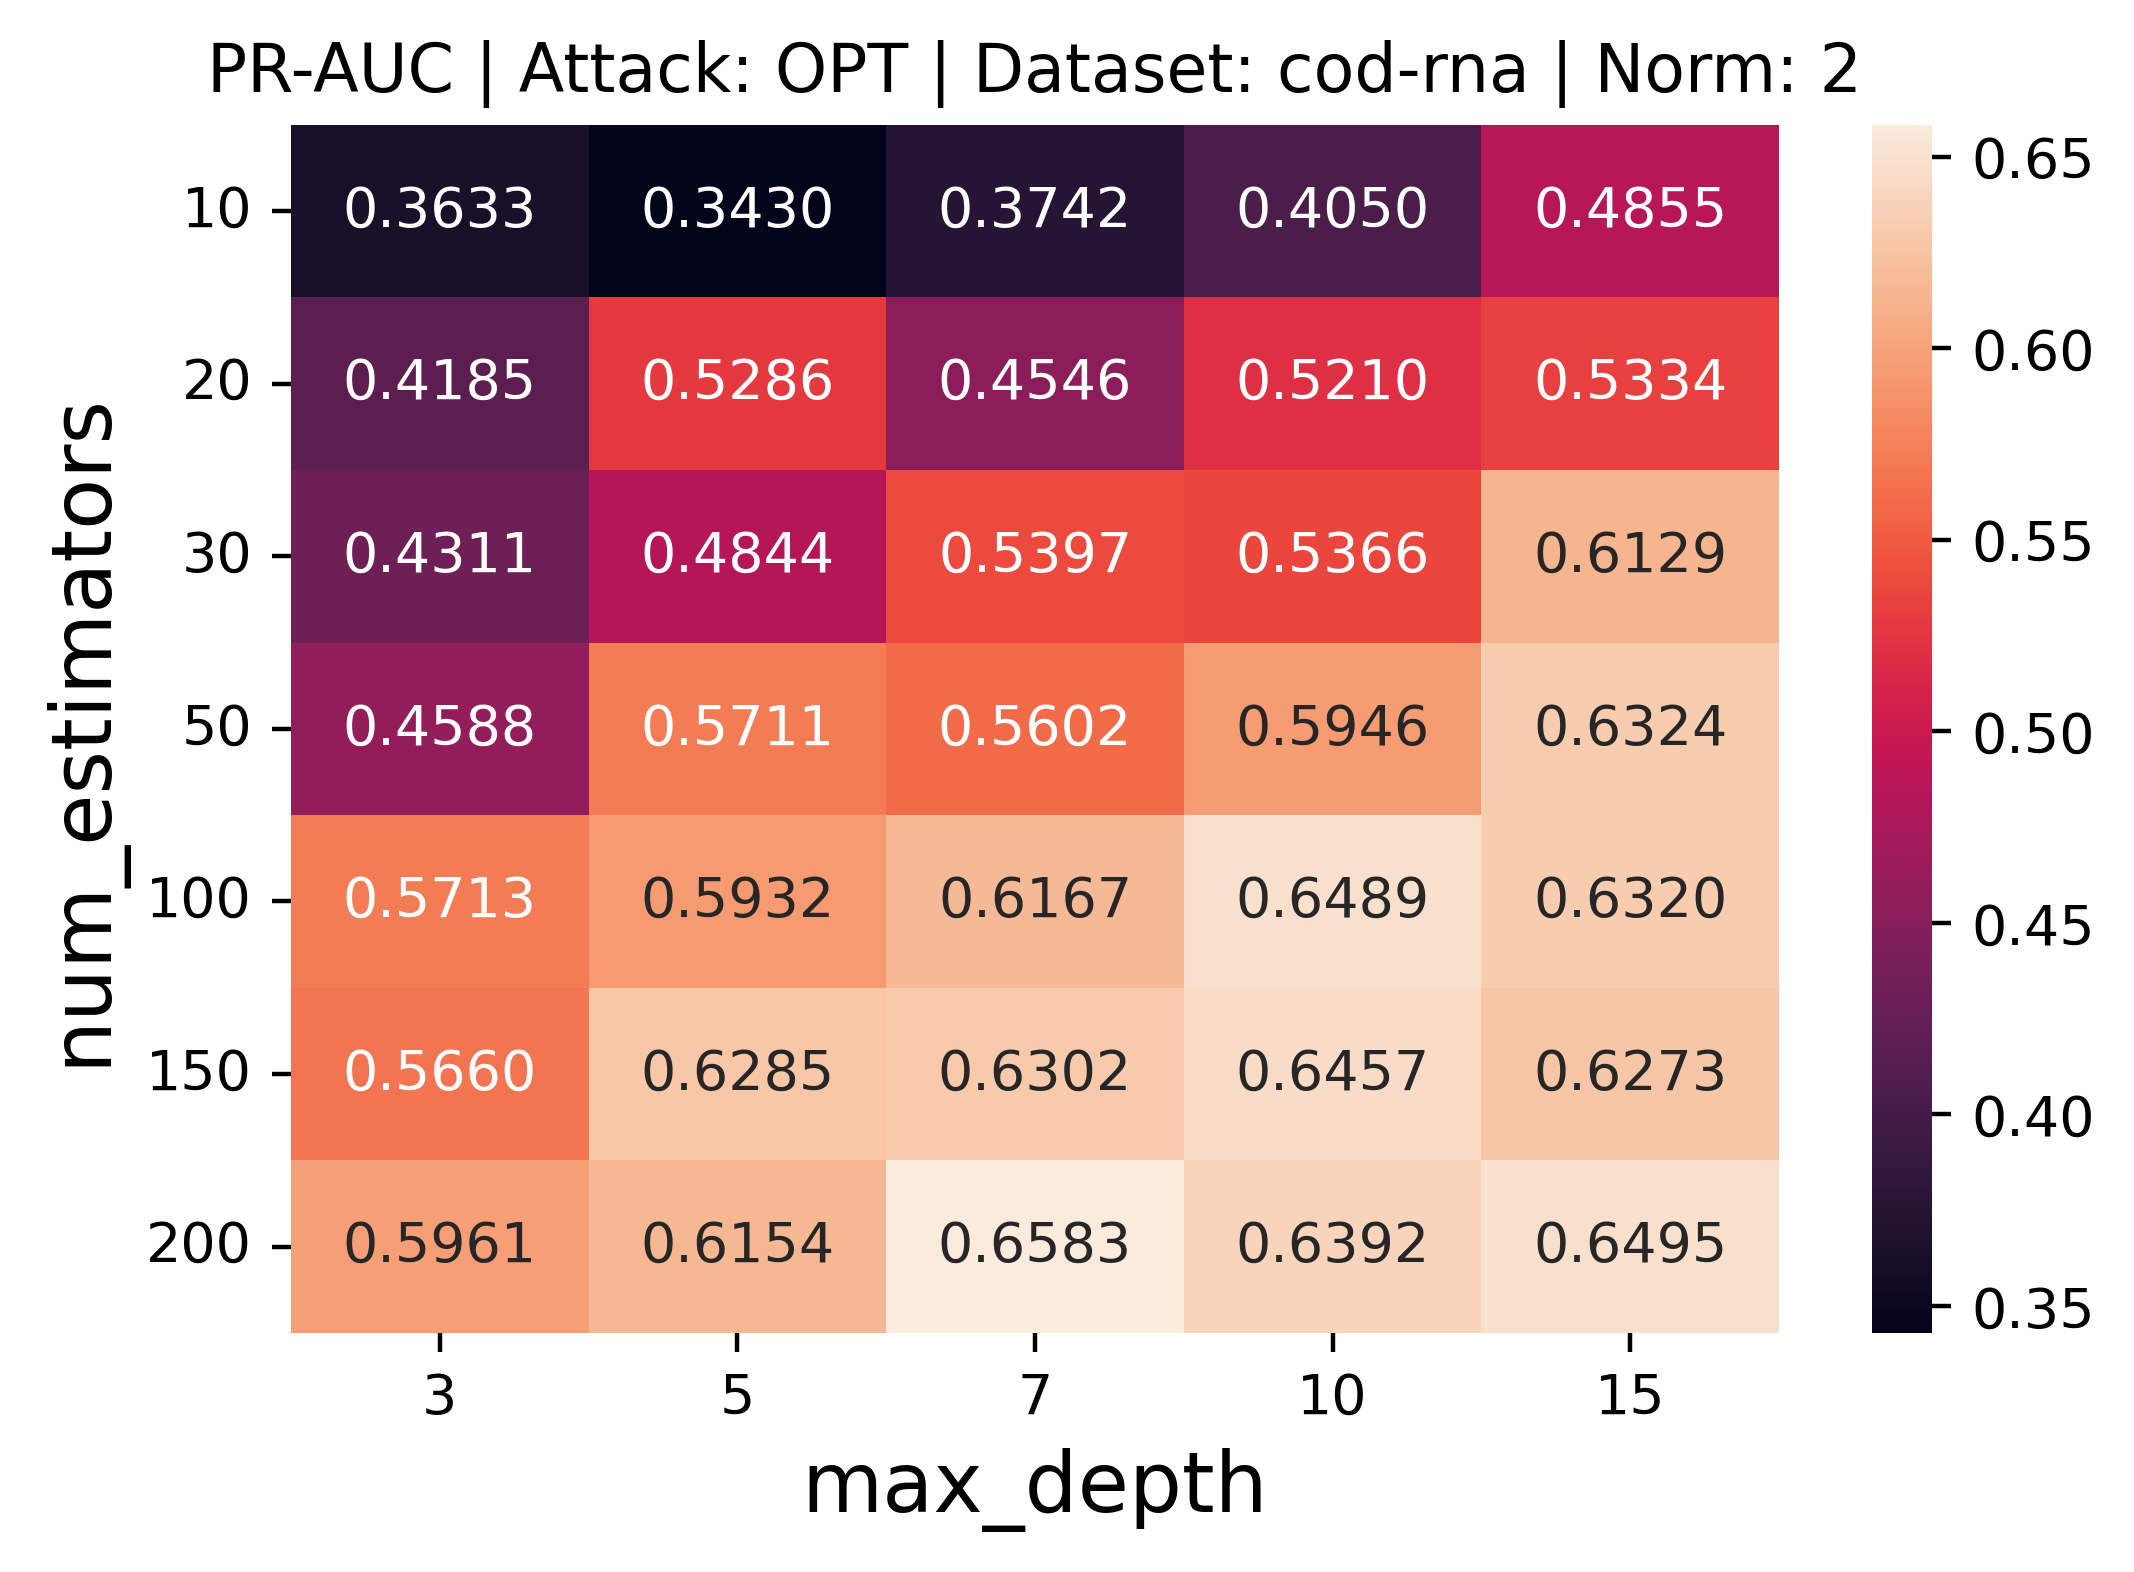 PR-AUC | Attack: OPT | Dataset: cod-rna | Norm: 2
num_estimators
10 0.3633 0.3430 0.3742 0.4050 0.4855
20 0.4185 0.5286 0.4546 0.5210 0.5334
30 0.4311 0.4844 0.5397 0.5366 0.6129
50 0.4588 0.5711 0.5602 0.5946 0.6324
100 0.5713 0.5932 0.6167 0.6489 0.6320
150 0.5660 0.6285 0.6302 0.6457 0.6273
200 0.5961 0.6154 0.6583 0.6392 0.6495
3 5 7 10 15
max_depth
0.65
0.60
0.55
0.50
0.45
0.40
0.35